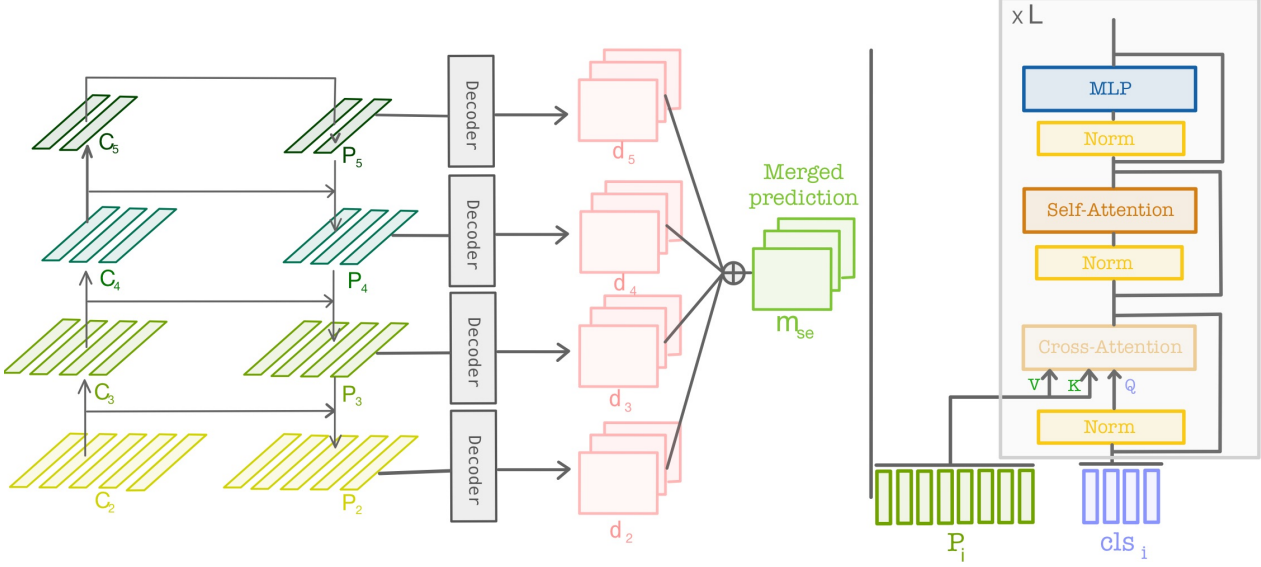 C5
P5
Decoder
d5
C4
P4
Decoder
d4
C3
P3
Decoder
d3
C2
P2
Decoder
d2
Merged
prediction
mse
x L
MLP
Norm
Self-Attention
Norm
Cross-Attention
V K Q
Norm
Pi
cls i